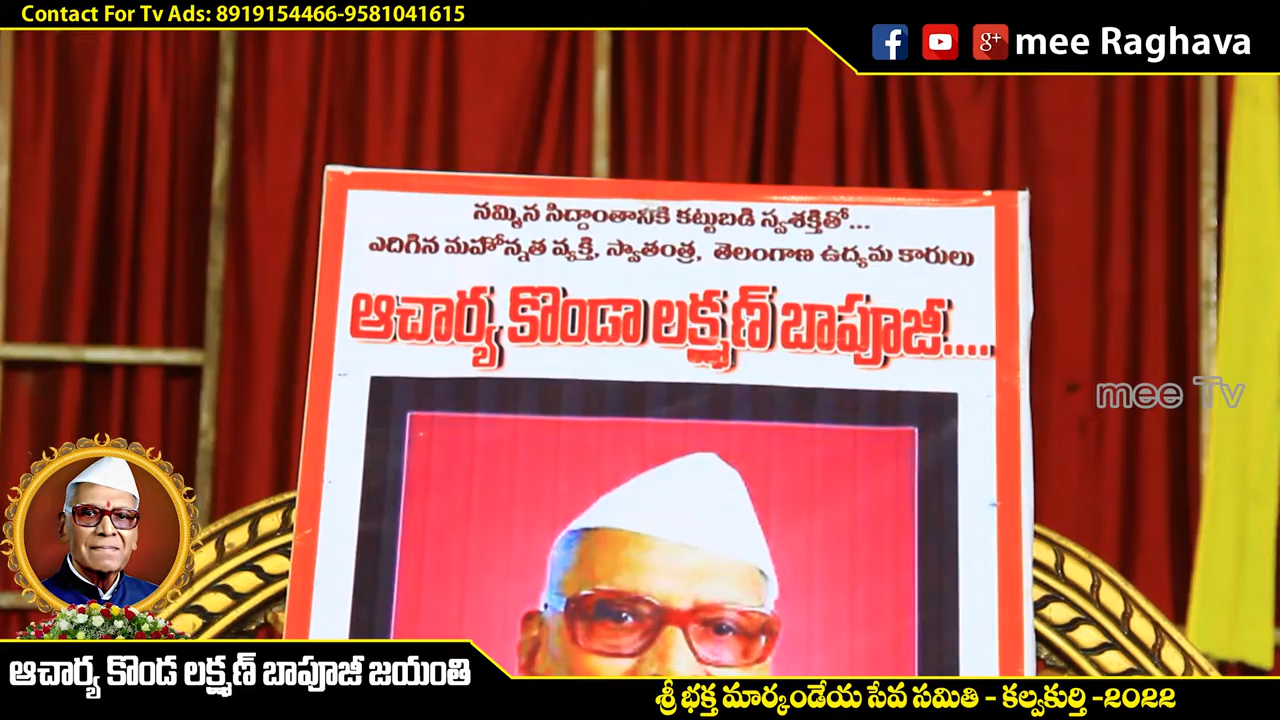 Contact For Tv Ads: 8919154466-9581041615
mee Raghava
నమ్మిన సిద్దాంతానికి కట్టుబడి స్వశక్తితో...
ఎదిగిన మహోన్నత వ్యక్తి, స్వాతంత్ర, తెలంగాణ ఉద్యమ కారులు
ఆచార్య కొండా లక్ష్మణ్ బాపూజీ....
mee Tv
ఆచార్య కొండ లక్ష్మణ్ బాపూజీ జయంతి
శ్రీ భక్త మార్కండేయ సేవ సమితి - కల్వకుర్తి -2022